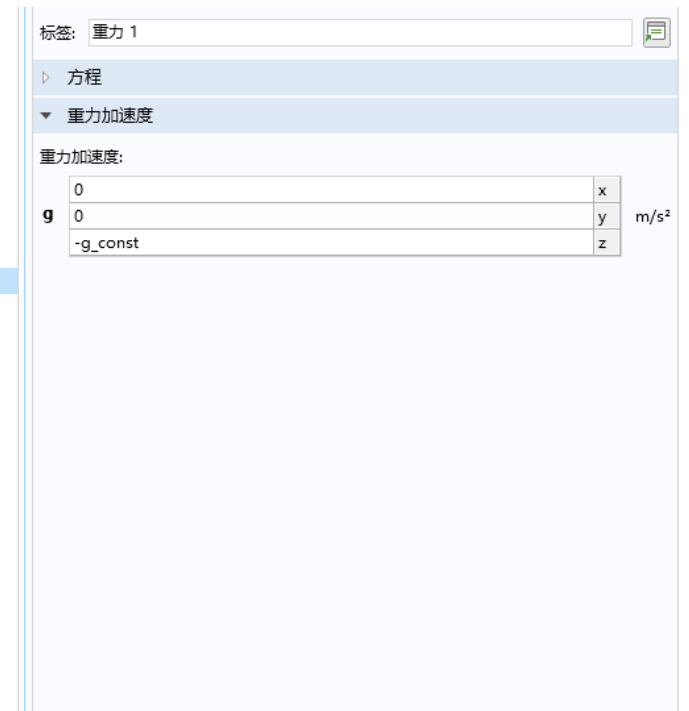 标签: 重力 1
方程
重力加速度
重力加速度:
0 x
g 0 y m/s²
-g_const z